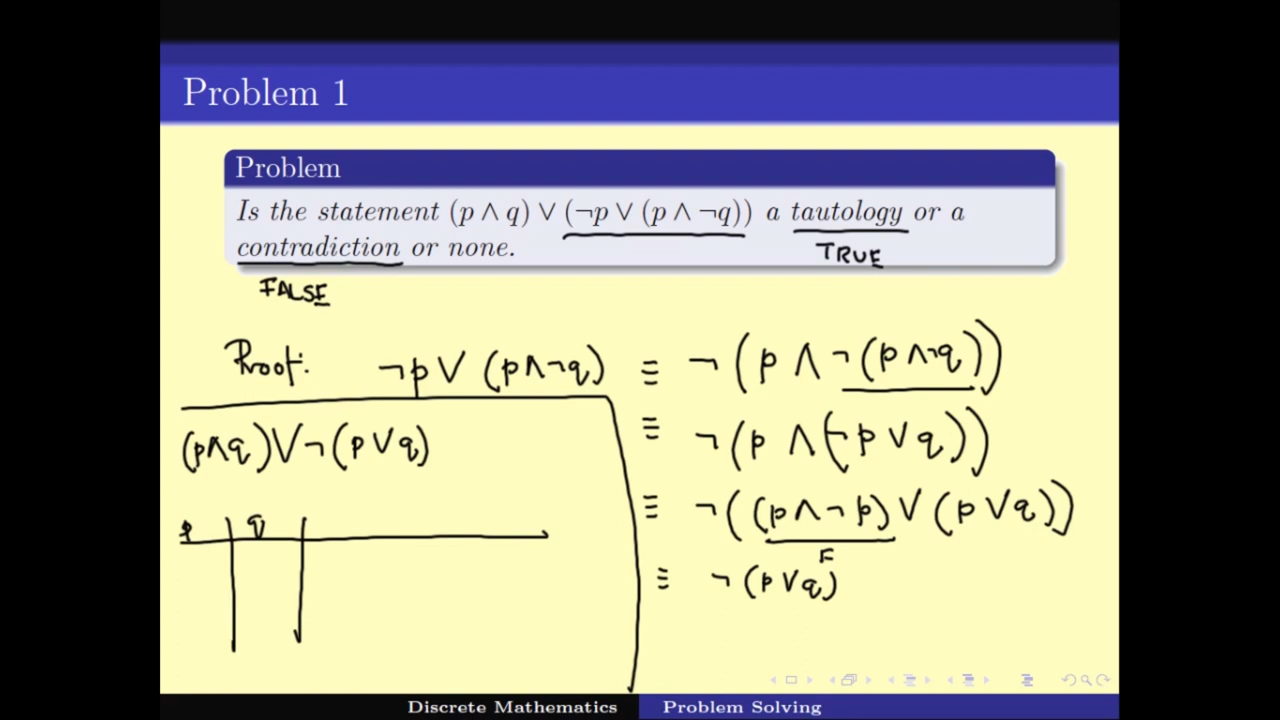 Problem 1
Problem
Is the statement (p ∧ q) ∨ (¬p ∨ (p ∧ ¬q)) a tautology or a
contradiction or none.
TRUE
FALSE
Proof: ¬p ∨ (p∧¬q) ≡ ¬(p ∧ ¬(p∧¬q))
≡ ¬(p ∧ (¬p ∨ q))
(p∧q)∨¬(p∨q)
≡ ¬((p∧¬p) ∨ (p∨q))
F
p q
≡ ¬(p∨q)
Discrete Mathematics Problem Solving